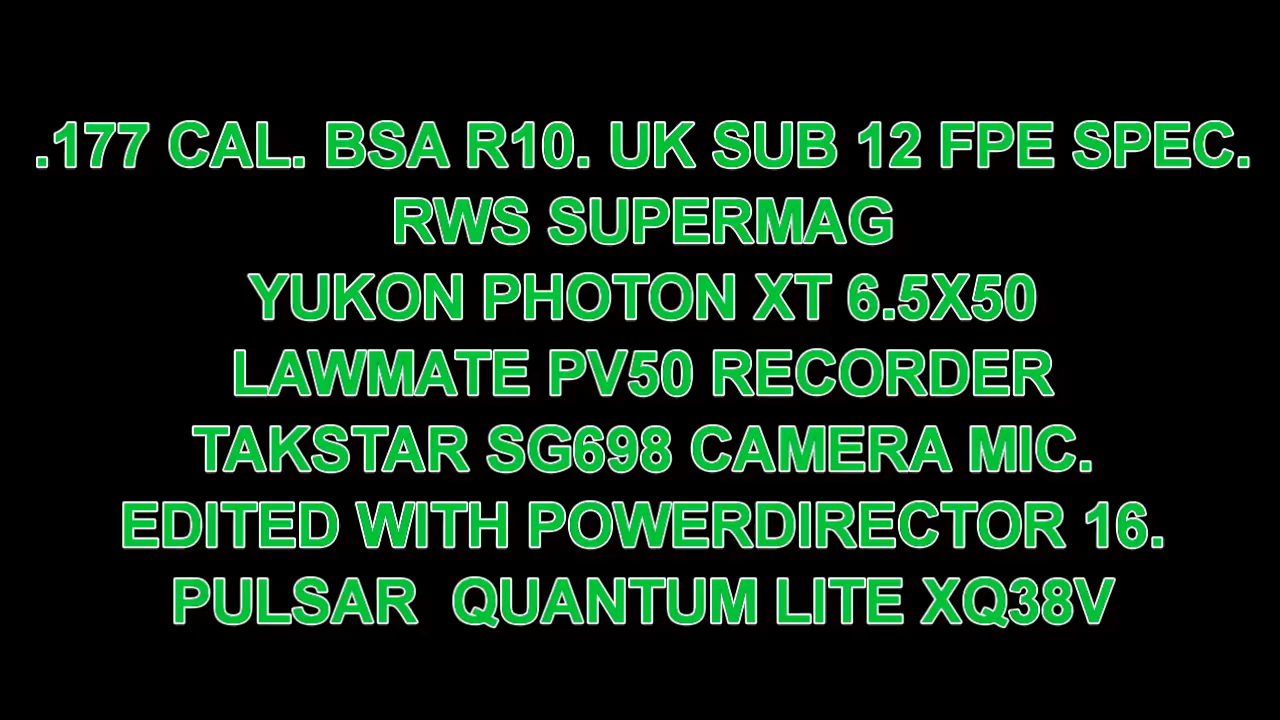 .177 CAL. BSA R10. UK SUB 12 FPE SPEC.
RWS SUPERMAG
YUKON PHOTON XT 6.5X50
LAWMATE PV50 RECORDER
TAKSTAR SG698 CAMERA MIC.
EDITED WITH POWERDIRECTOR 16.
PULSAR  QUANTUM LITE XQ38V